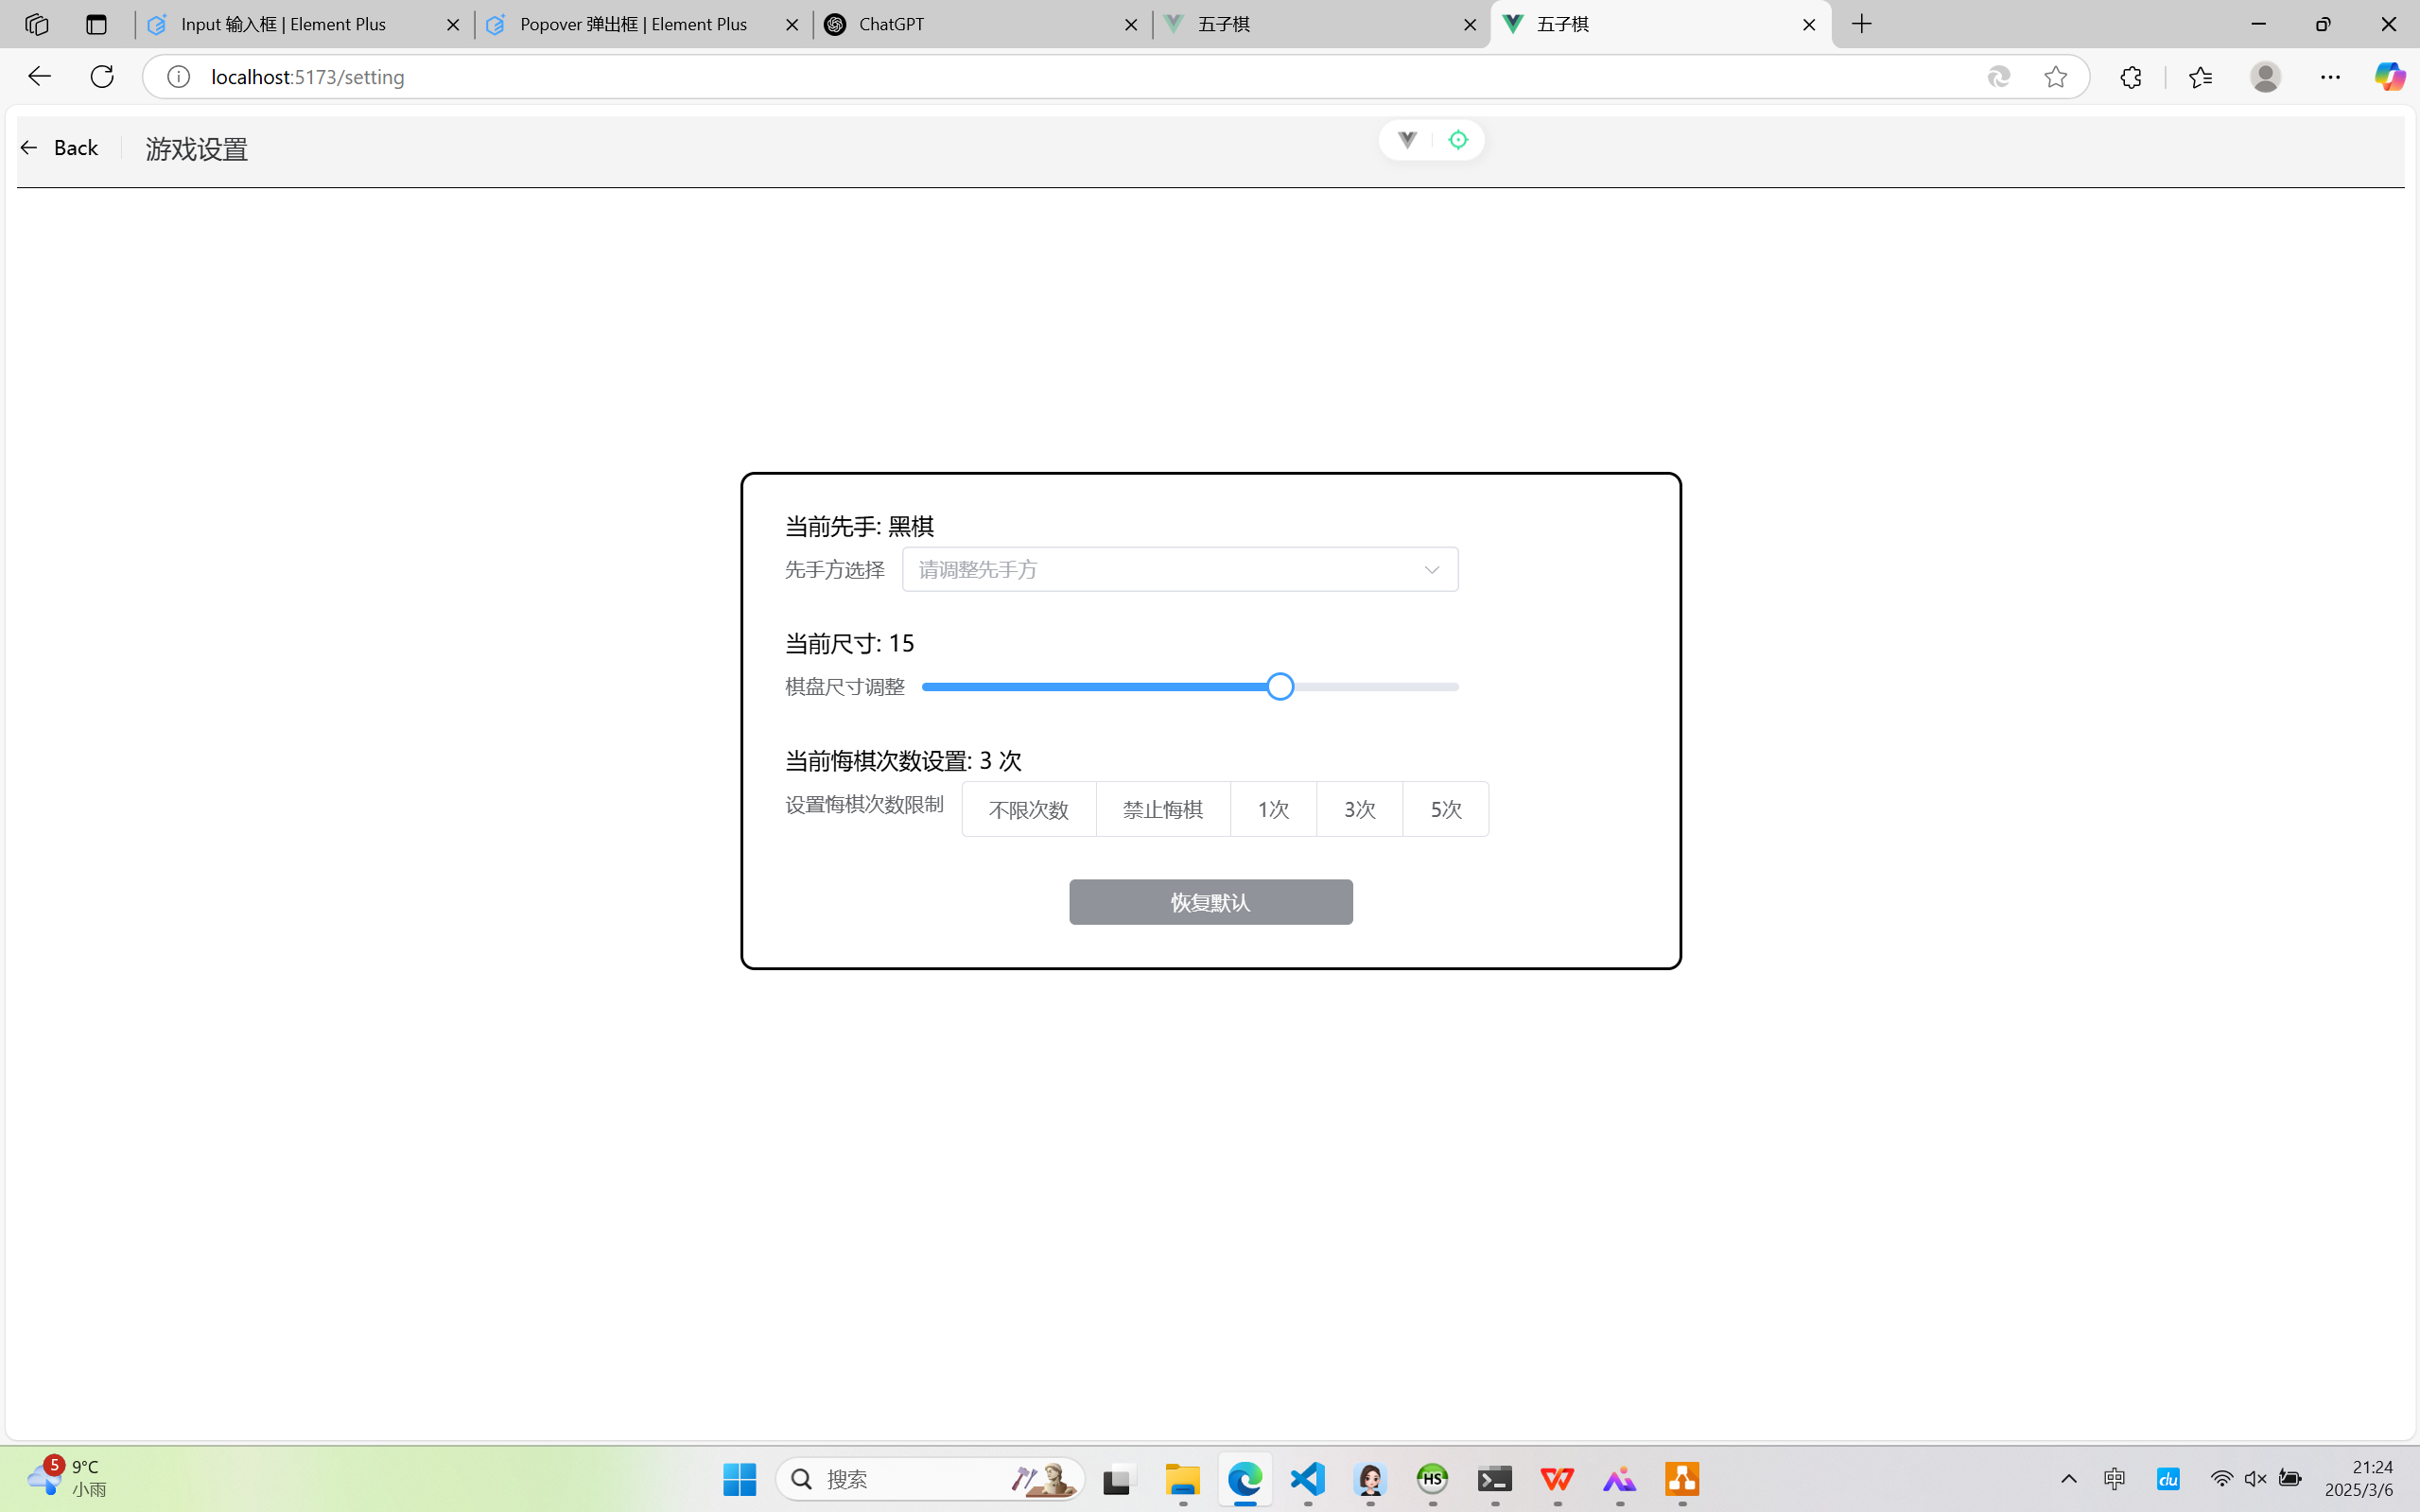 Input 输入框 | Element Plus
Popover 弹出框 | Element Plus
ChatGPT
五子棋
五子棋
localhost:5173/setting
Back
游戏设置
当前先手: 黑棋
先手方选择
请调整先手方
当前尺寸: 15
棋盘尺寸调整
当前悔棋次数设置: 3 次
设置悔棋次数限制
不限次数
禁止悔棋
1次
3次
5次
恢复默认
5
9°C
小雨
搜索
HS
中
du
21:24
2025/3/6